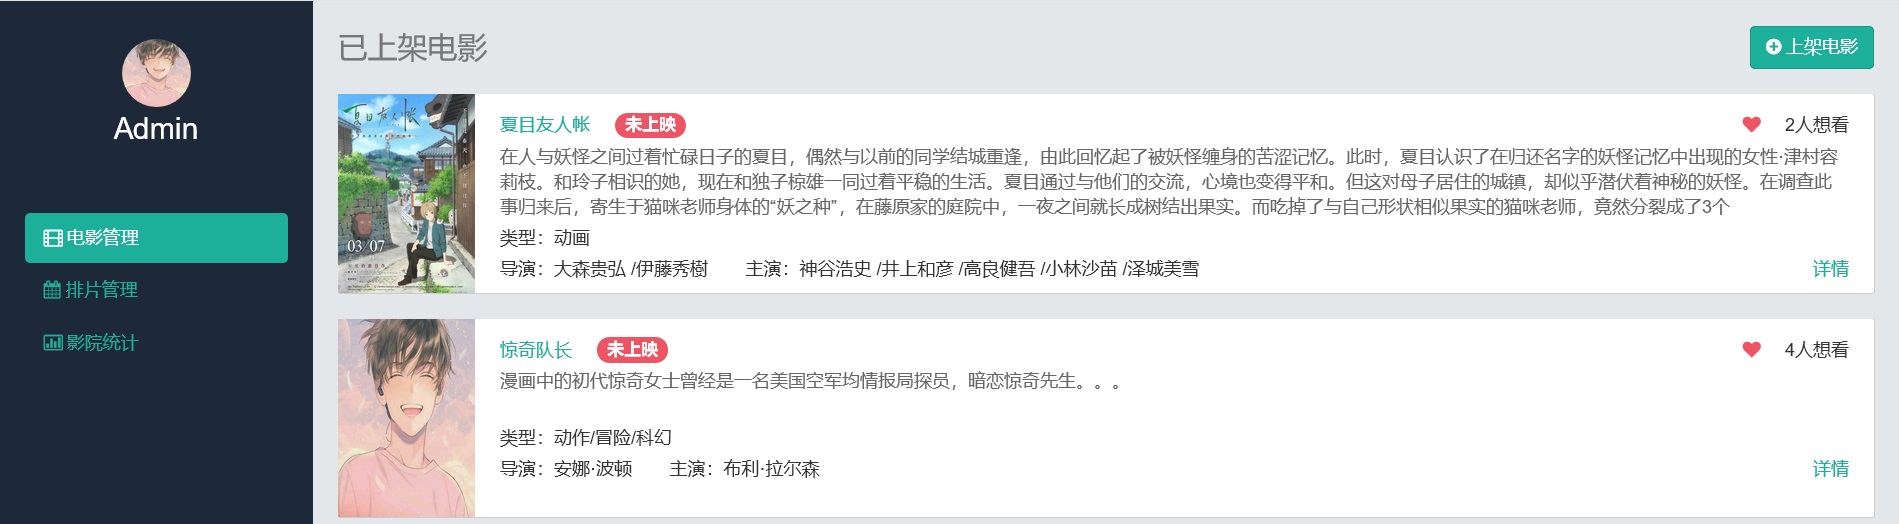 Admin
电影管理
排片管理
影院统计
已上架电影
上架电影
夏目友人帐
03/07
夏目友人帐 未上映 2人想看
在人与妖怪之间过着忙碌日子的夏目，偶然与以前的同学结城重逢，由此回忆起了被妖怪缠身的苦涩记忆。此时，夏目认识了在归还名字的妖怪记忆中出现的女性·津村容
莉枝。和玲子相识的她，现在和独子椋雄一同过着平稳的生活。夏目通过与他们的交流，心境也变得平和。但这对母子居住的城镇，却似乎潜伏着神秘的妖怪。在调查此
事归来后，寄生于猫咪老师身体的“妖之种”，在藤原家的庭院中，一夜之间就长成树结出果实。而吃掉了与自己形状相似果实的猫咪老师，竟然分裂成了3个
类型：动画
导演：大森贵弘 /伊藤秀樹 主演：神谷浩史 /井上和彦 /高良健吾 /小林沙苗 /泽城美雪 详情
惊奇队长 未上映 4人想看
漫画中的初代惊奇女士曾经是一名美国空军均情报局探员，暗恋惊奇先生。。。
类型：动作/冒险/科幻
导演：安娜·波顿 主演：布利·拉尔森 详情